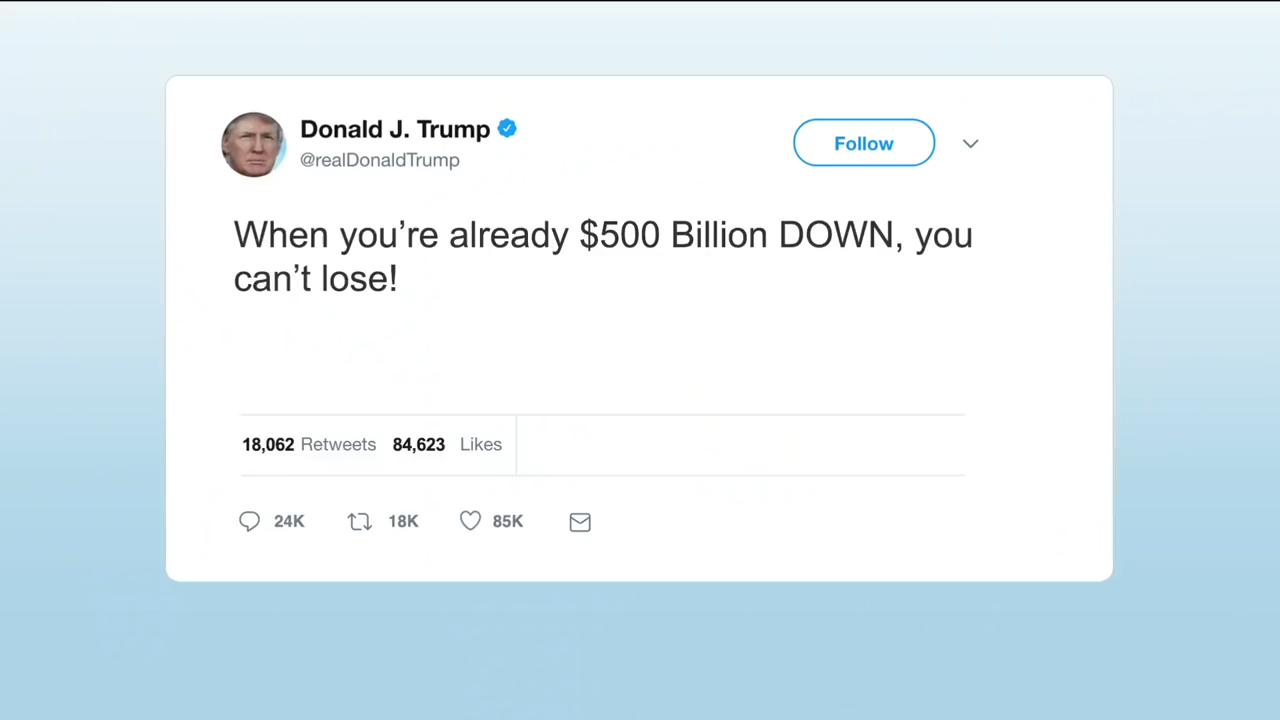 Donald J. Trump
@realDonaldTrump
Follow
When you’re already $500 Billion DOWN, you
can’t lose!
18,062 Retweets 84,623 Likes
24K 18K 85K